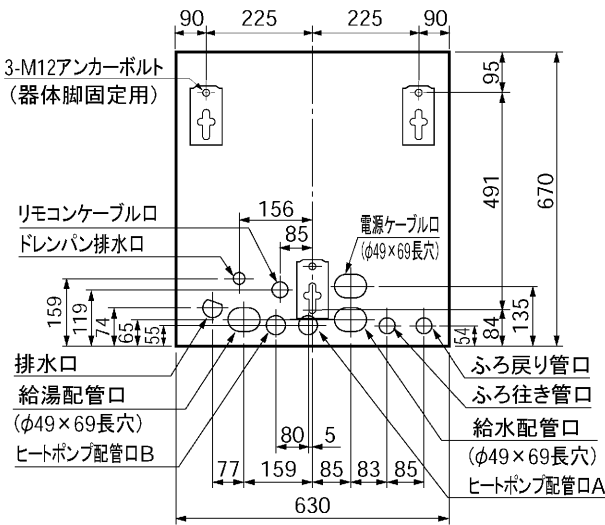 90 225 225 90
3-M12アンカーボルト
(器体脚固定用)
95
491
670
リモコンケーブル口
156
電源ケーブル口
ドレンパン排水口
85
(φ49×69長穴)
159
119
74
65
55
54
84
135
排水口
ふろ戻り管口
給湯配管口
ふろ往き管口
(φ49×69長穴)
給水配管口
ヒートポンプ配管口B
80 5
(φ49×69長穴)
77 159 85 83 85
ヒートポンプ配管口A
630